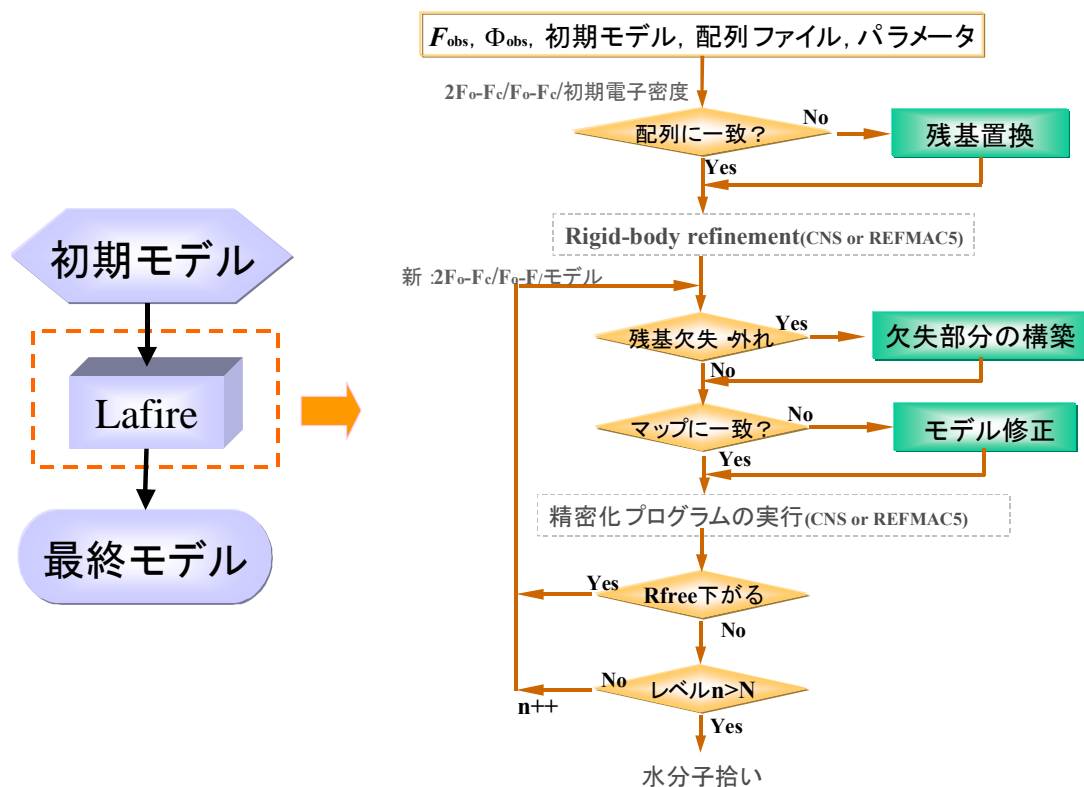 初期モデル
Lafire
最終モデル
Fobs, Φobs, 初期モデル, 配列ファイル, パラメータ
2Fo-Fc/Fo-Fc/初期電子密度
配列に一致?
No
残基置換
Yes
Rigid-body refinement(CNS or REFMAC5)
新 :2Fo-Fc/Fo-F/モデル
残基欠失・外れ
Yes
欠失部分の構築
No
マップに一致?
No
モデル修正
Yes
精密化プログラムの実行(CNS or REFMAC5)
Yes
Rfree下がる
No
No
レベルn>N
n++
Yes
水分子拾い